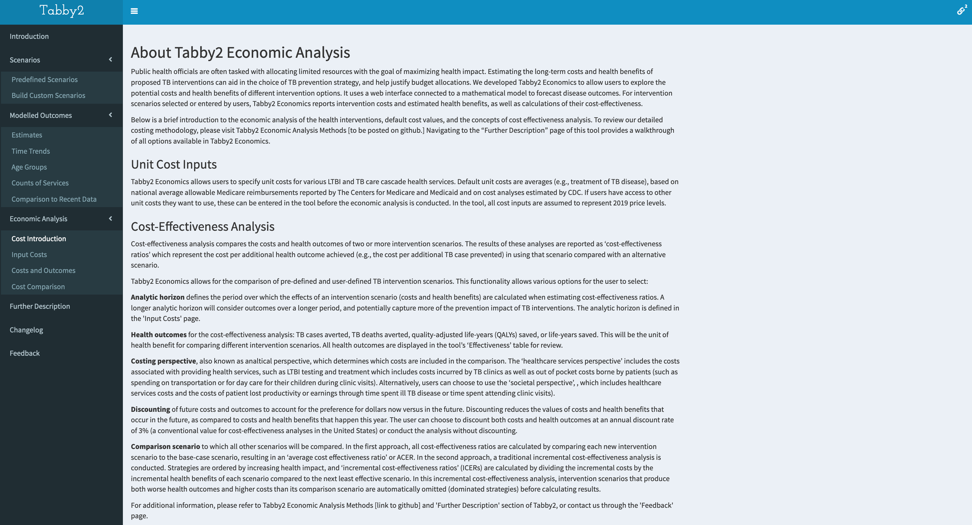 Tabby2
2
Introduction
Scenarios
Predefined Scenarios
Build Custom Scenarios
Modelled Outcomes
Estimates
Time Trends
Age Groups
Counts of Services
Comparison to Recent Data
Economic Analysis
Cost Introduction
Input Costs
Costs and Outcomes
Cost Comparison
Further Description
Changelog
Feedback
About Tabby2 Economic Analysis
Public health officials are often tasked with allocating limited resources with the goal of maximizing health impact. Estimating the long-term costs and health benefits of
proposed TB interventions can aid in the choice of TB prevention strategy, and help justify budget allocations. We developed Tabby2 Economics to allow users to explore the
potential costs and health benefits of different intervention options. It uses a web interface connected to a mathematical model to forecast disease outcomes. For intervention
scenarios selected or entered by users, Tabby2 Economics reports intervention costs and estimated health benefits, as well as calculations of their cost-effectiveness.
Below is a brief introduction to the economic analysis of the health interventions, default cost values, and the concepts of cost effectiveness analysis. To review our detailed
costing methodology, please visit Tabby2 Economic Analysis Methods [to be posted on github.] Navigating to the "Further Description" page of this tool provides a walkthrough
of all options available in Tabby2 Economics.
Unit Cost Inputs
Tabby2 Economics allows users to specify unit costs for various LTBI and TB care cascade health services. Default unit costs are averages (e.g., treatment of TB disease), based on
national average allowable Medicare reimbursements reported by The Centers for Medicare and Medicaid and on cost analyses estimated by CDC. If users have access to other
unit costs they want to use, these can be entered in the tool before the economic analysis is conducted. In the tool, all cost inputs are assumed to represent 2019 price levels.
Cost-Effectiveness Analysis
Cost-effectiveness analysis compares the costs and health outcomes of two or more intervention scenarios. The results of these analyses are reported as 'cost-effectiveness
ratios' which represent the cost per additional health outcome achieved (e.g., the cost per additional TB case prevented) in using that scenario compared with an alternative
scenario.
Tabby2 Economics allows for the comparison of pre-defined and user-defined TB intervention scenarios. This functionality allows various options for the user to select:
Analytic horizon defines the period over which the effects of an intervention scenario (costs and health benefits) are calculated when estimating cost-effectiveness ratios. A
longer analytic horizon will consider outcomes over a longer period, and potentially capture more of the prevention impact of TB interventions. The analytic horizon is defined in
the 'Input Costs' page.
Health outcomes for the cost-effectiveness analysis: TB cases averted, TB deaths averted, quality-adjusted life-years (QALYs) saved, or life-years saved. This will be the unit of
health benefit for comparing different intervention scenarios. All health outcomes are displayed in the tool's 'Effectiveness' table for review.
Costing perspective, also known as analtical perspective, which determines which costs are included in the comparison. The 'healthcare services perspective' includes the costs
associated with providing health services, such as LTBI testing and treatment which includes costs incurred by TB clinics as well as out of pocket costs borne by patients (such as
spending on transportation or for day care for their children during clinic visits). Alternatively, users can choose to use the 'societal perspective', , which includes healthcare
services costs and the costs of patient lost productivity or earnings through time spent ill TB disease or time spent attending clinic visits).
Discounting of future costs and outcomes to account for the preference for dollars now versus in the future. Discounting reduces the values of costs and health benefits that
occur in the future, as compared to costs and health benefits that happen this year. The user can choose to discount both costs and health outcomes at an annual discount rate
of 3% (a conventional value for cost-effectiveness analyses in the United States) or conduct the analysis without discounting.
Comparison scenario to which all other scenarios will be compared. In the first approach, all cost-effectiveness ratios are calculated by comparing each new intervention
scenario to the base-case scenario, resulting in an 'average cost effectiveness ratio' or ACER. In the second approach, a traditional incremental cost-effectiveness analysis is
conducted. Strategies are ordered by increasing health impact, and 'incremental cost-effectiveness ratios' (ICERs) are calculated by dividing the incremental costs by the
incremental health benefits of each scenario compared to the next least effective scenario. In this incremental cost-effectiveness analysis, intervention scenarios that produce
both worse health outcomes and higher costs than its comparison scenario are automatically omitted (dominated strategies) before calculating results.
For additional information, please refer to Tabby2 Economic Analysis Methods [link to github] and 'Further Description' section of Tabby2, or contact us through the 'Feedback'
page.